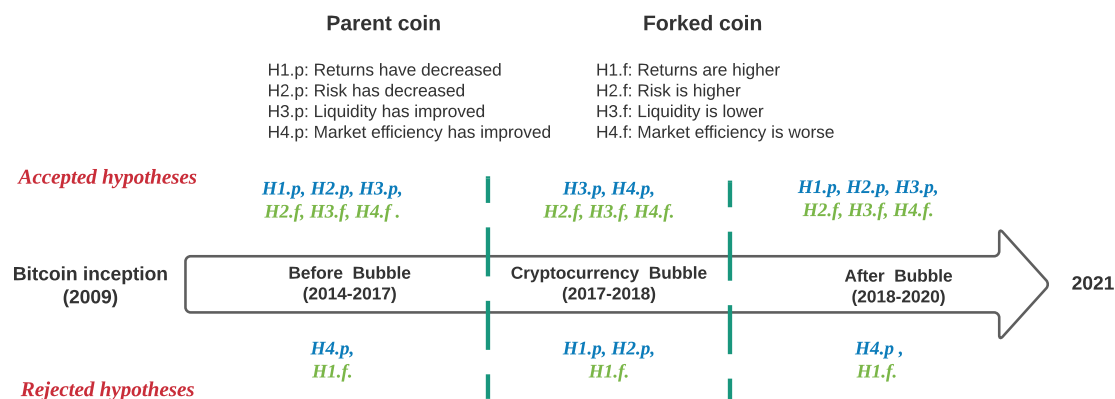 Parent coin
Forked coin
H1.p: Returns have decreased
H2.p: Risk has decreased
H3.p: Liquidity has improved
H4.p: Market efficiency has improved
H1.f: Returns are higher
H2.f: Risk is higher
H3.f: Liquidity is lower
H4.f: Market efficiency is worse
Accepted hypotheses
H1.p, H2.p, H3.p,
H2.f, H3.f, H4.f .
H3.p, H4.p,
H2.f, H3.f, H4.f.
H1.p, H2.p, H3.p,
H2.f, H3.f, H4.f.
Bitcoin inception
(2009)
Before Bubble
(2014-2017)
Cryptocurrency Bubble
(2017-2018)
After Bubble
(2018-2020)
2021
H4.p,
H1.f.
H1.p, H2.p,
H1.f.
H4.p ,
H1.f.
Rejected hypotheses